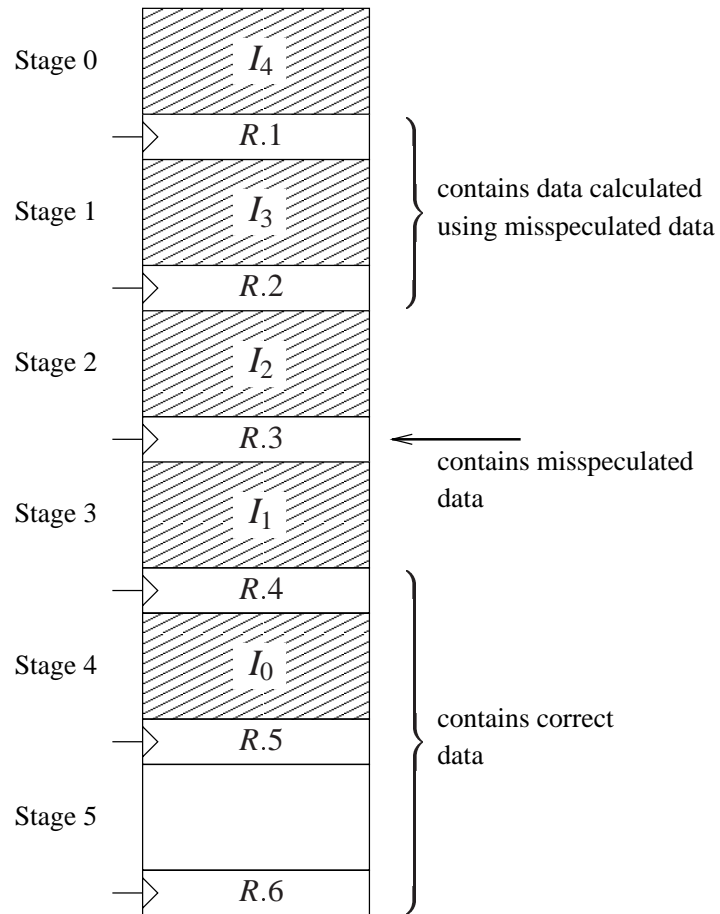 Stage 0
I4
R.1
contains data calculated
using misspeculated data
Stage 1
I3
R.2
Stage 2
I2
R.3
contains misspeculated
data
Stage 3
I1
R.4
Stage 4
I0
R.5
contains correct
data
Stage 5
R.6